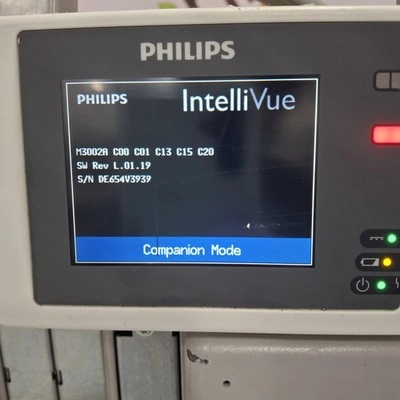 PHILIPS
PHILIPS IntelliVue
M3002A C00 C01 C13 C15 C20
SW Rev L.01.19
S/N DE654V3939
Companion Mode